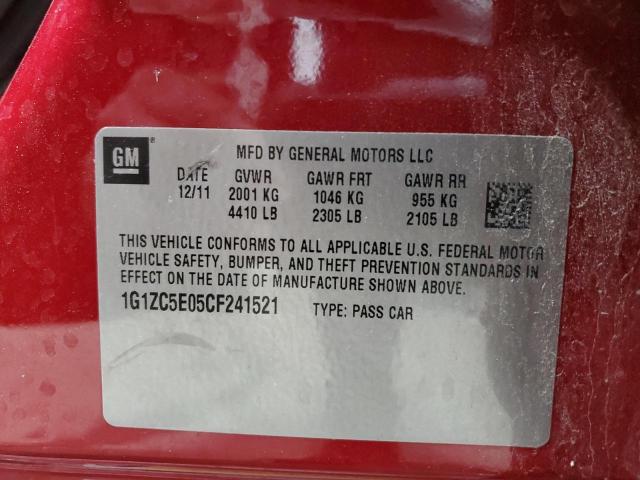 GM
MFD BY GENERAL MOTORS LLC
DATE GVWR GAWR FRT GAWR RR
12/11 2001 KG 1046 KG 955 KG
4410 LB 2305 LB 2105 LB
THIS VEHICLE CONFORMS TO ALL APPLICABLE U.S. FEDERAL MOTOR
VEHICLE SAFETY, BUMPER, AND THEFT PREVENTION STANDARDS IN
EFFECT ON THE DATE OF MANUFACTURE SHOWN ABOVE.
1G1ZC5E05CF241521 TYPE: PASS CAR